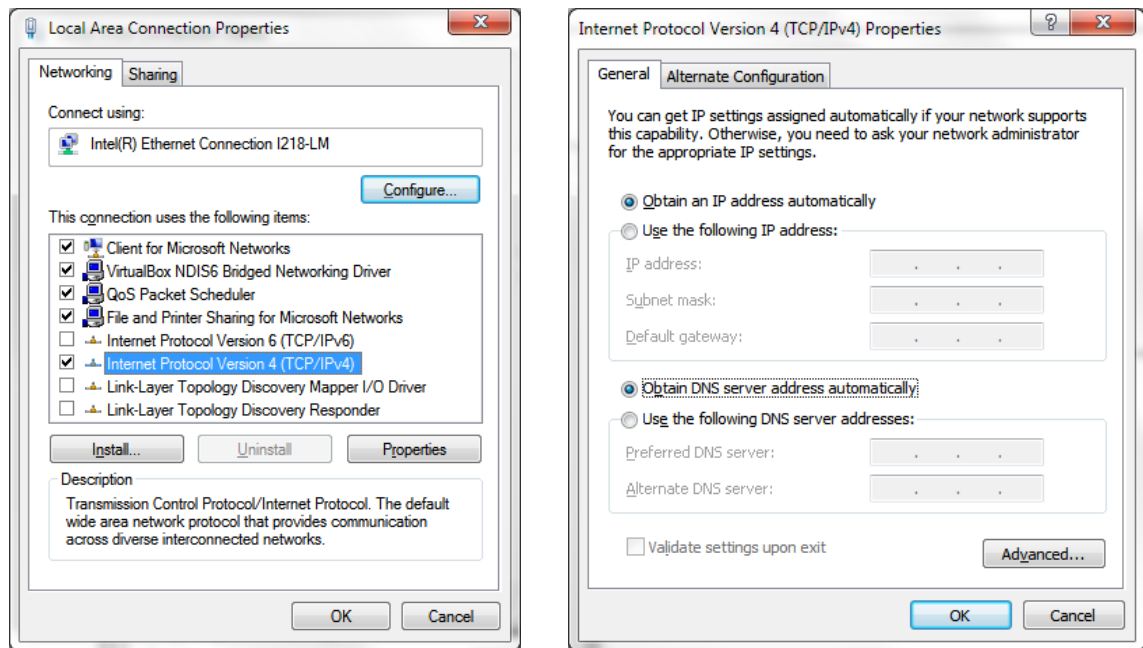 Local Area Connection Properties
Networking
Sharing
Connect using:
Intel(R) Ethernet Connection I218-LM
Configure...
This connection uses the following items:
Client for Microsoft Networks
VirtualBox NDIS6 Bridged Networking Driver
QoS Packet Scheduler
File and Printer Sharing for Microsoft Networks
Internet Protocol Version 6 (TCP/IPv6)
Internet Protocol Version 4 (TCP/IPv4)
Link-Layer Topology Discovery Mapper I/O Driver
Link-Layer Topology Discovery Responder
Install...
Uninstall
Properties
Description
Transmission Control Protocol/Internet Protocol. The default
wide area network protocol that provides communication
across diverse interconnected networks.
OK
Cancel
Internet Protocol Version 4 (TCP/IPv4) Properties
General
Alternate Configuration
You can get IP settings assigned automatically if your network supports
this capability. Otherwise, you need to ask your network administrator
for the appropriate IP settings.
Obtain an IP address automatically
Use the following IP address:
IP address:
Subnet mask:
Default gateway:
Obtain DNS server address automatically
Use the following DNS server addresses:
Preferred DNS server:
Alternate DNS server:
Validate settings upon exit
Advanced...
OK
Cancel